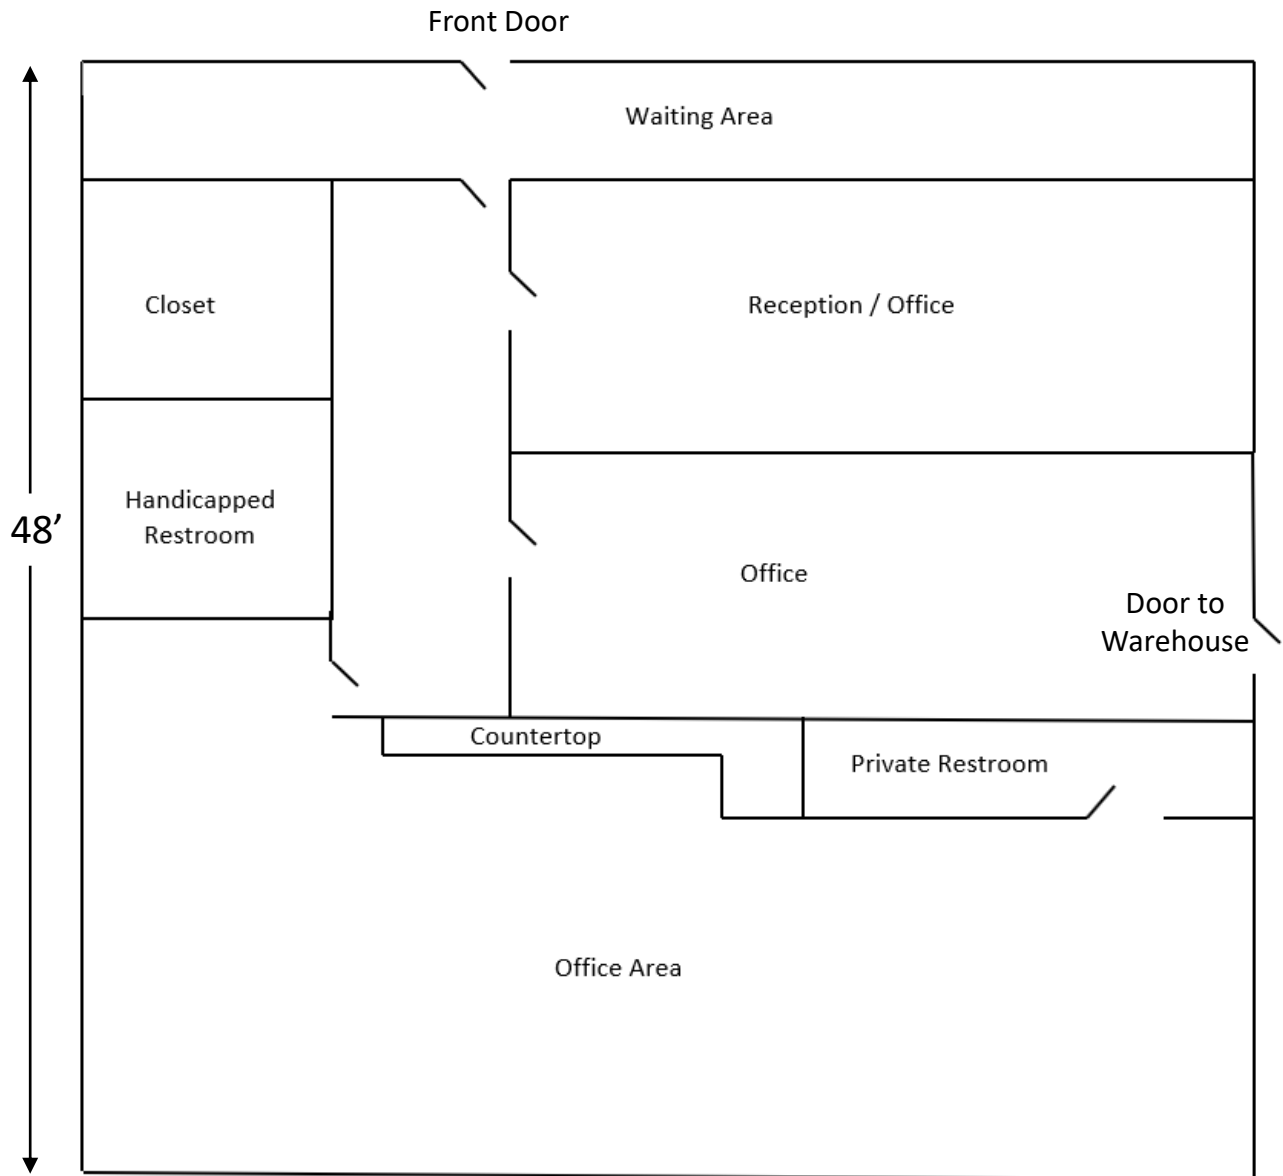 Front Door
Waiting Area
Closet
Reception / Office
Handicapped
Restroom
48’
Office
Door to
Warehouse
Countertop
Private Restroom
Office Area